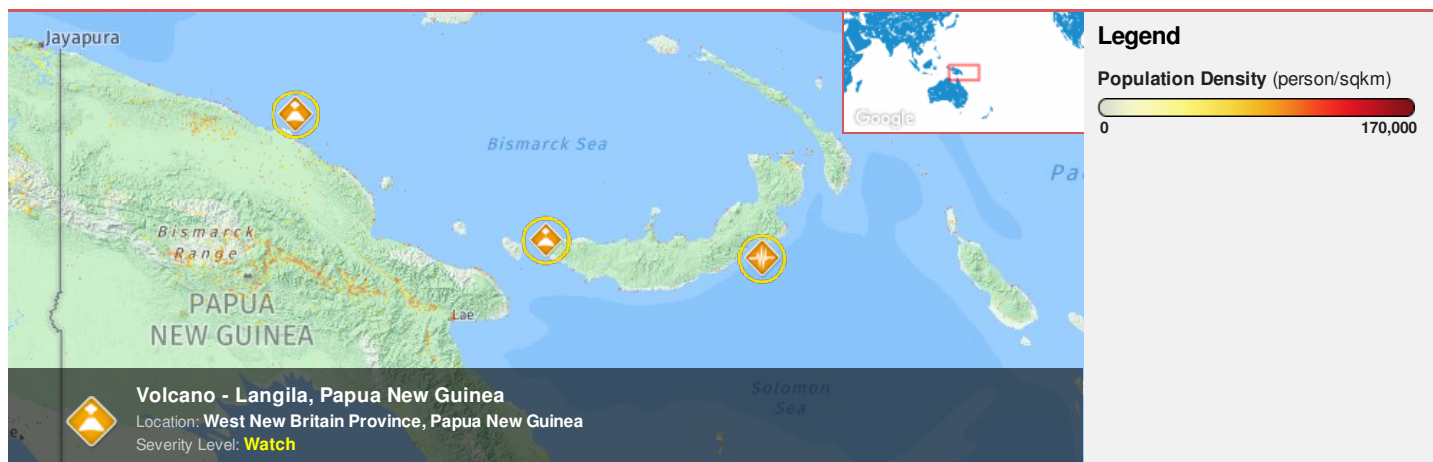 Jayapura
Google
Bismarck Sea
Bismarck
Range
PAPUA
NEW GUINEA
Lae
Volcano - Langila, Papua New Guinea
Location: West New Britain Province, Papua New Guinea
Severity Level: Watch
Solomon
Sea
Legend
Population Density (person/sqkm)
0 170,000